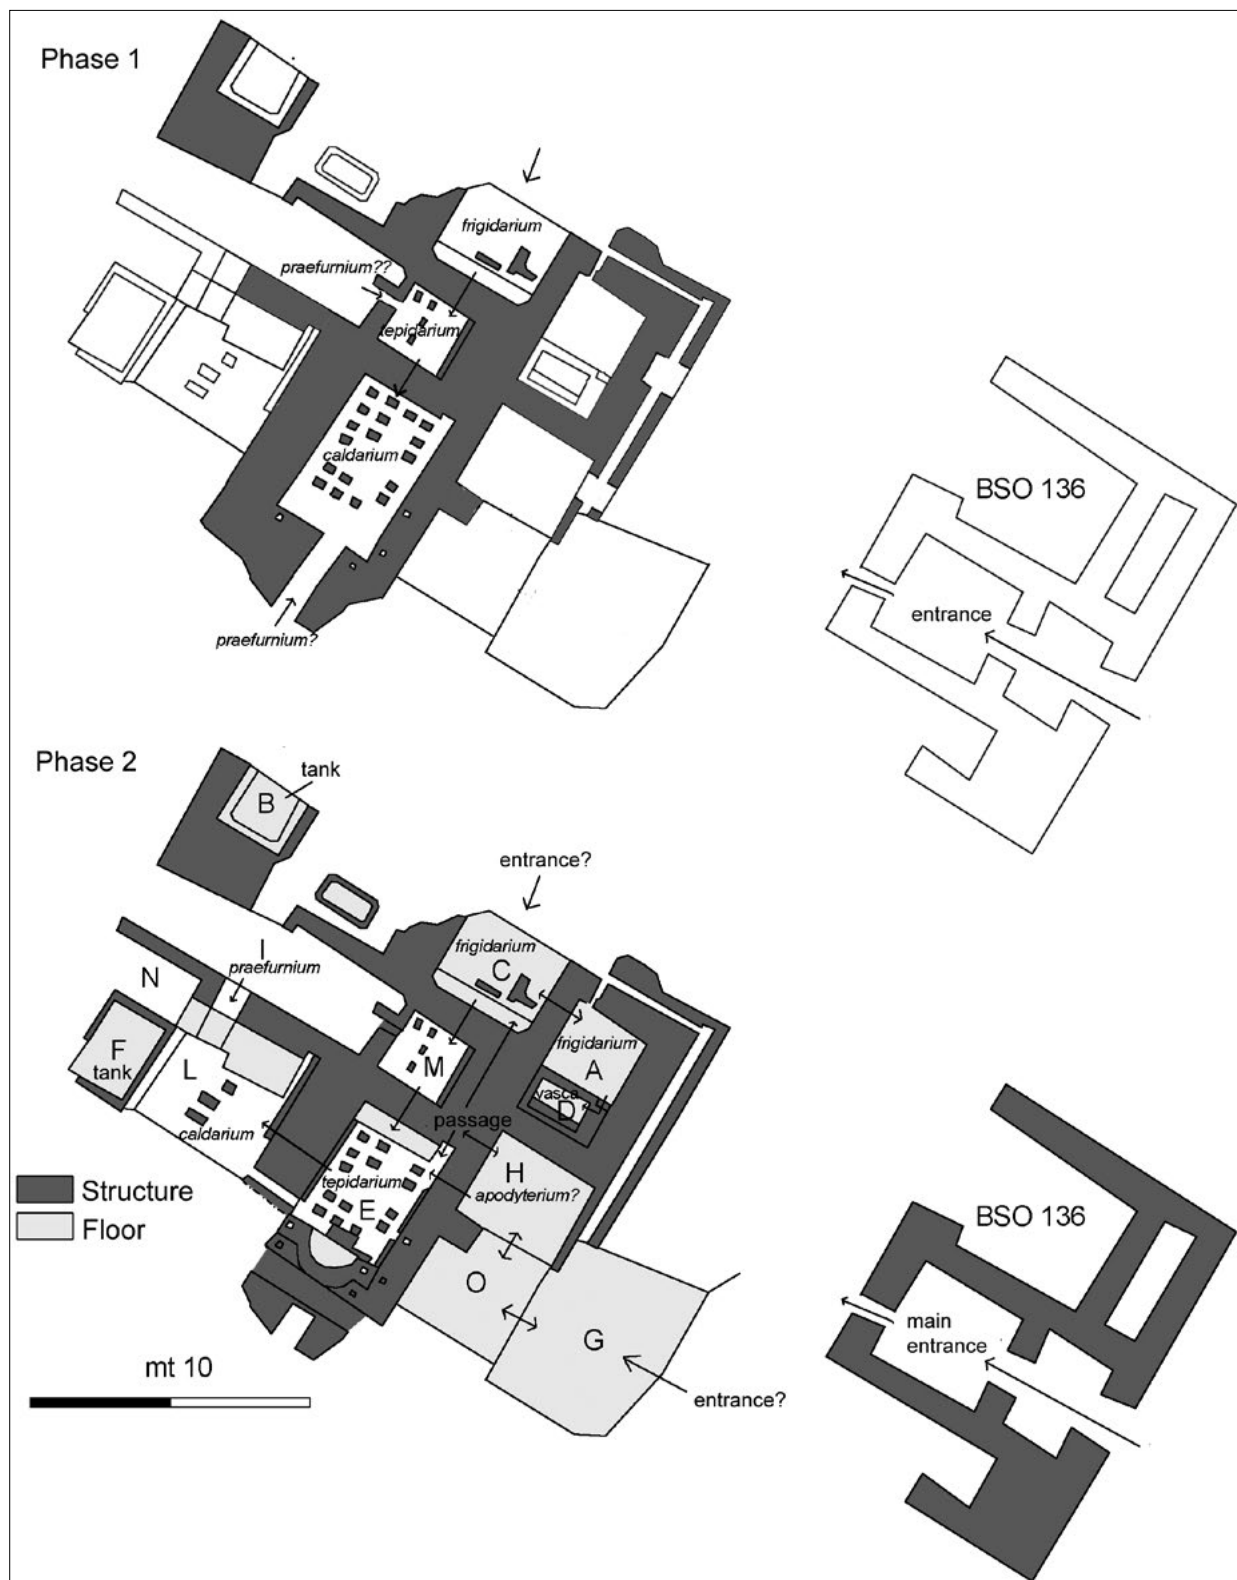 Phase 1
frigidarium
praefurnium??
tepidarium
caldarium
praefurnium?
BSO 136
entrance
Phase 2
tank
B
entrance?
frigidarium
C
I
praefurnium
N
frigidarium
A
F
tank
L
M
vasca
D
passage
caldarium
H
apodyterium?
tepidarium
E
Structure
Floor
O
G
mt 10
entrance?
BSO 136
main
entrance